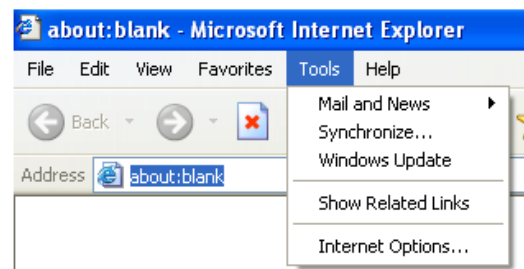 about:blank - Microsoft Internet Explorer
File Edit View Favorites Tools Help
Back
Address about:blank
Mail and News
Synchronize...
Windows Update
Show Related Links
Internet Options...